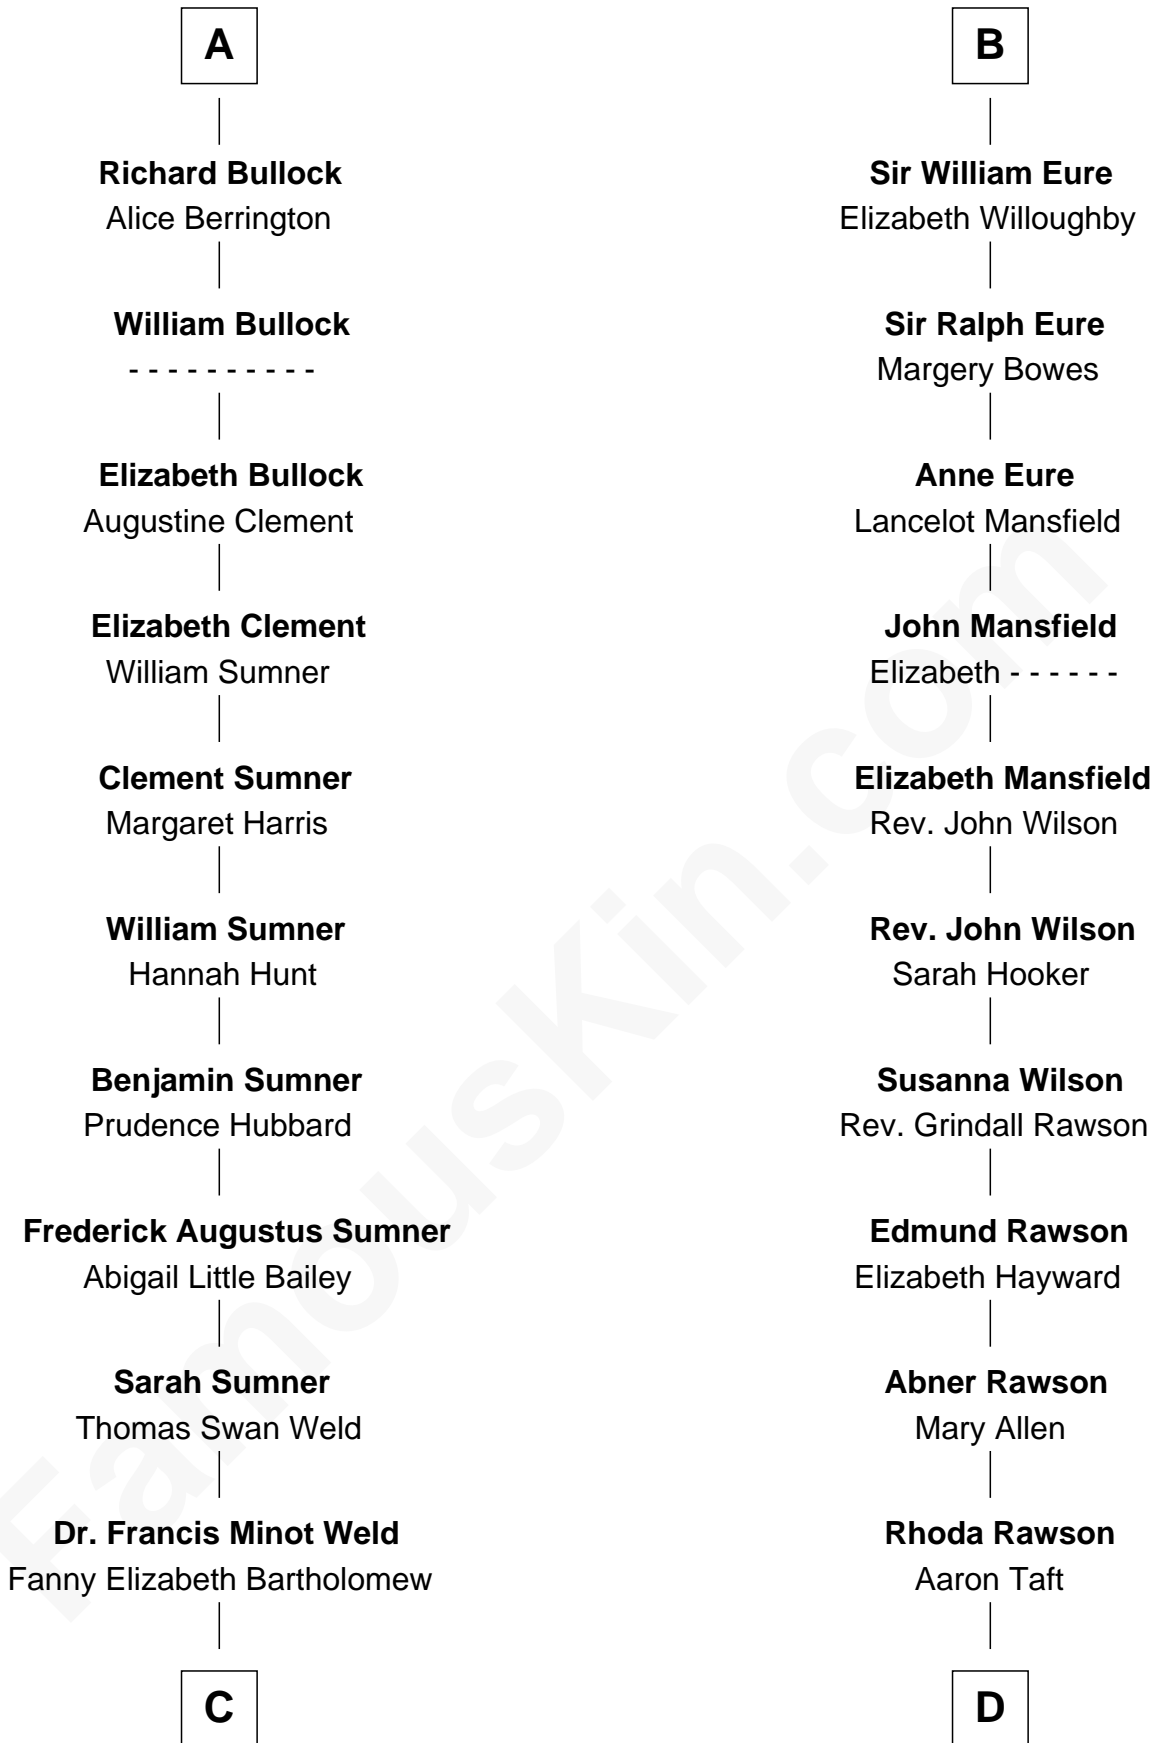 A
Richard Bullock
Alice Berrington
William Bullock
- - - - - - - - - -
Elizabeth Bullock
Augustine Clement
Elizabeth Clement
William Sumner
Clement Sumner
Margaret Harris
William Sumner
Hannah Hunt
Benjamin Sumner
Prudence Hubbard
Frederick Augustus Sumner
Abigail Little Bailey
Sarah Sumner
Thomas Swan Weld
Dr. Francis Minot Weld
Fanny Elizabeth Bartholomew
C
B
Sir William Eure
Elizabeth Willoughby
Sir Ralph Eure
Margery Bowes
Anne Eure
Lancelot Mansfield
John Mansfield
Elizabeth - - - - - -
Elizabeth Mansfield
Rev. John Wilson
Rev. John Wilson
Sarah Hooker
Susanna Wilson
Rev. Grindall Rawson
Edmund Rawson
Elizabeth Hayward
Abner Rawson
Mary Allen
Rhoda Rawson
Aaron Taft
D
FamousKin.com